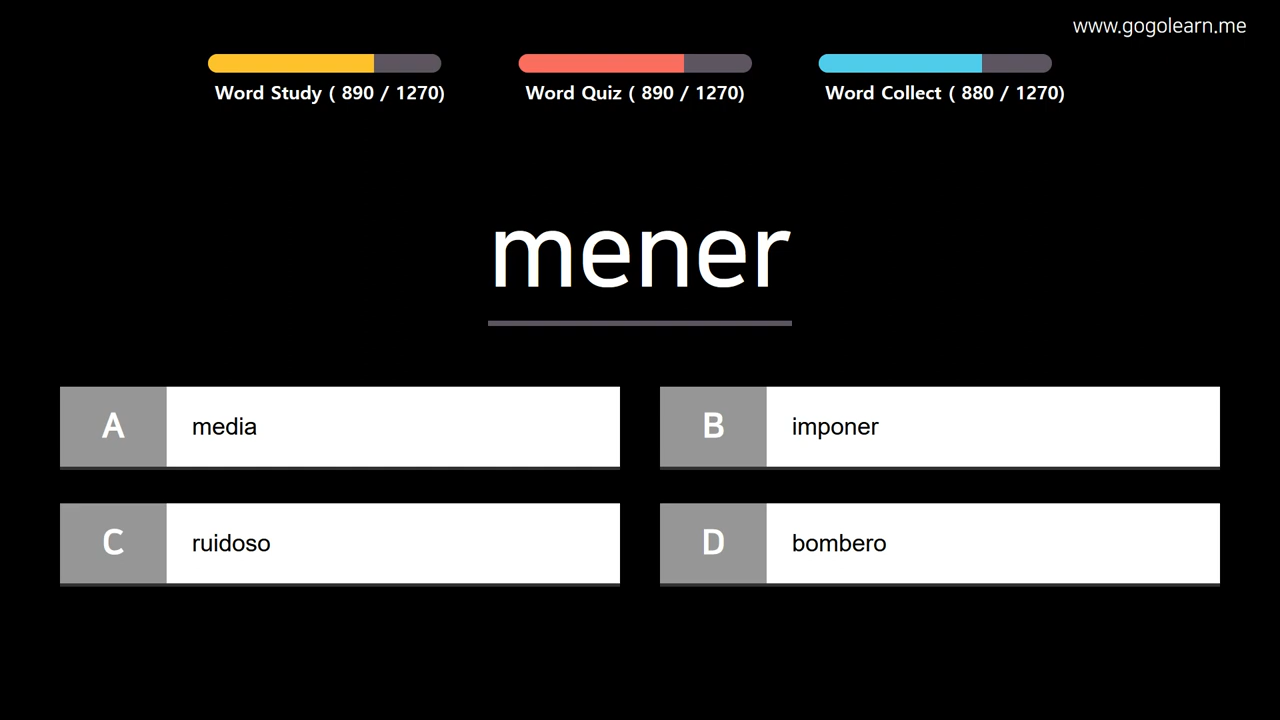 www.gogolearn.me
Word Study ( 890 / 1270)
Word Quiz ( 890 / 1270)
Word Collect ( 880 / 1270)
mener
A media
B imponer
C ruidoso
D bombero